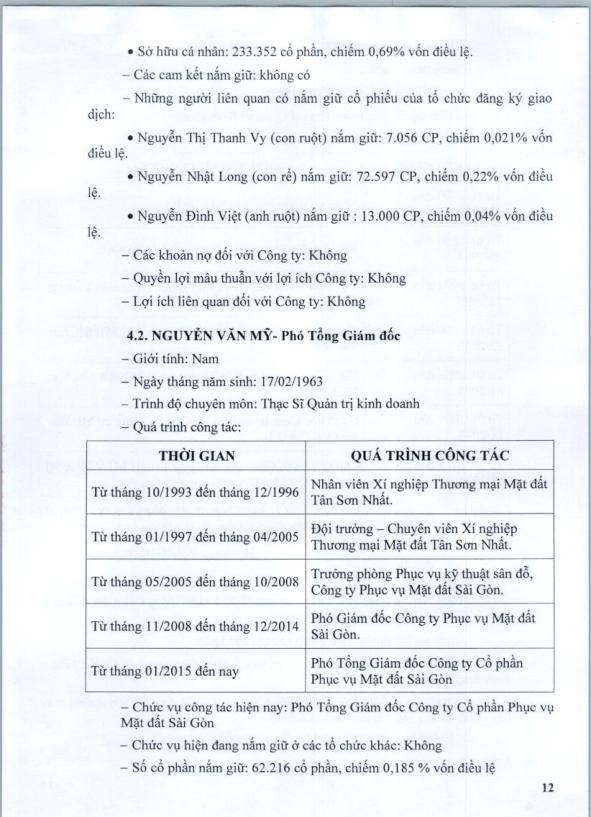 • Sở hữu cá nhân: 233.352 cổ phần, chiếm 0,69% vốn điều lệ.
– Các cam kết nắm giữ: không có
– Những người liên quan có nắm giữ cổ phiếu của tổ chức đăng ký giao
dịch:
• Nguyễn Thị Thanh Vy (con ruột) nắm giữ: 7.056 CP, chiếm 0,021% vốn
điều lệ.
• Nguyễn Nhật Long (con rể) nắm giữ: 72.597 CP, chiếm 0,22% vốn điều
lệ.
• Nguyễn Đình Việt (anh ruột) nắm giữ : 13.000 CP, chiếm 0,04% vốn điều
lệ.
– Các khoản nợ đối với Công ty: Không
– Quyền lợi mâu thuẫn với lợi ích Công ty: Không
– Lợi ích liên quan đối với Công ty: Không
4.2. NGUYỄN VĂN MỸ- Phó Tổng Giám đốc
– Giới tính: Nam
– Ngày tháng năm sinh: 17/02/1963
– Trình độ chuyên môn: Thạc Sĩ Quản trị kinh doanh
– Quá trình công tác:
THỜI GIAN QUÁ TRÌNH CÔNG TÁC
Từ tháng 10/1993 đến tháng 12/1996
Nhân viên Xí nghiệp Thương mại Mặt đất
Tân Sơn Nhất.
Từ tháng 01/1997 đến tháng 04/2005
Đội trưởng – Chuyên viên Xí nghiệp
Thương mại Mặt đất Tân Sơn Nhất.
Từ tháng 05/2005 đến tháng 10/2008
Trưởng phòng Phục vụ kỹ thuật sân đỗ,
Công ty Phục vụ Mặt đất Sài Gòn.
Từ tháng 11/2008 đến tháng 12/2014
Phó Giám đốc Công ty Phục vụ Mặt đất
Sài Gòn.
Từ tháng 01/2015 đến nay
Phó Tổng Giám đốc Công ty Cổ phần
Phục vụ Mặt đất Sài Gòn
– Chức vụ công tác hiện nay: Phó Tổng Giám đốc Công ty Cổ phần Phục vụ
Mặt đất Sài Gòn
– Chức vụ hiện đang nắm giữ ở các tổ chức khác: Không
– Số cổ phần nắm giữ: 62.216 cổ phần, chiếm 0,185 % vốn điều lệ
12